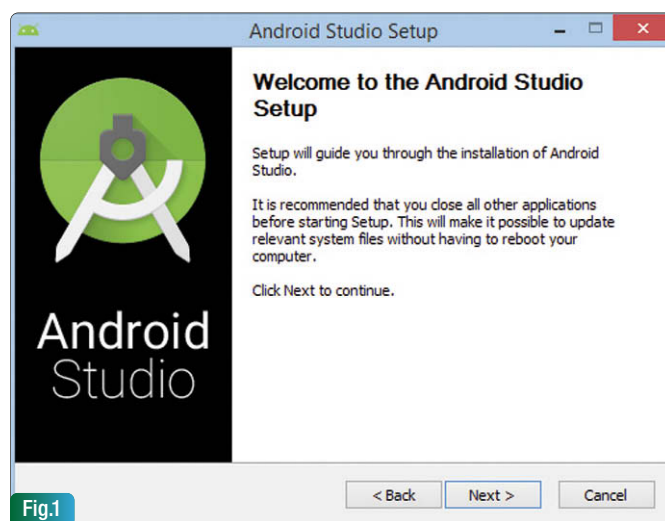 Android Studio Setup
Welcome to the Android Studio
Setup
Setup will guide you through the installation of Android
Studio.
It is recommended that you close all other applications
before starting Setup. This will make it possible to update
relevant system files without having to reboot your
computer.
Click Next to continue.
Android
Studio
< Back Next > Cancel
Fig.1